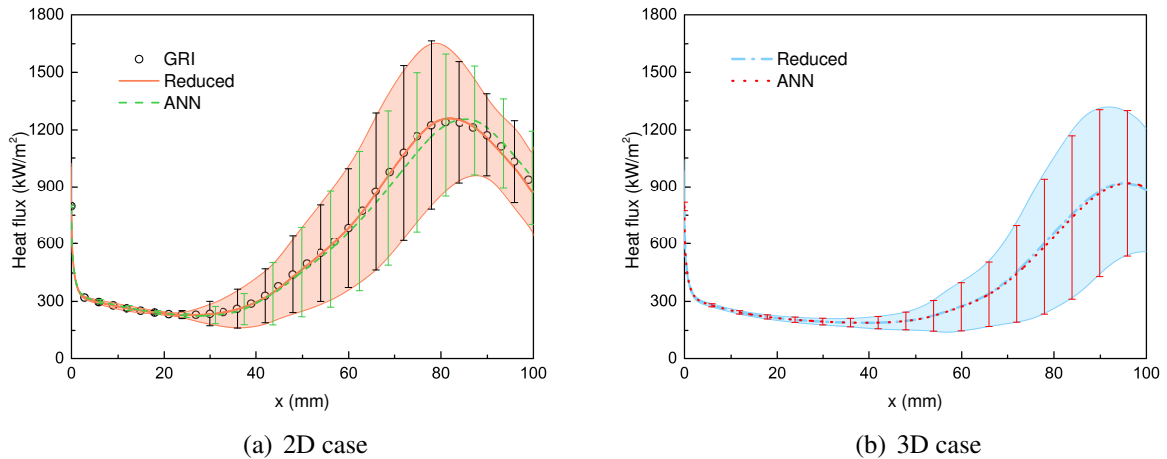 1800
1500
1200
900
600
300
0
Heat flux (kW/m²)
GRI
Reduced
ANN
0 20 40 60 80 100
x (mm)
(a) 2D case
1800
1500
1200
900
600
300
0
Heat flux (kW/m²)
Reduced
ANN
0 20 40 60 80 100
x (mm)
(b) 3D case